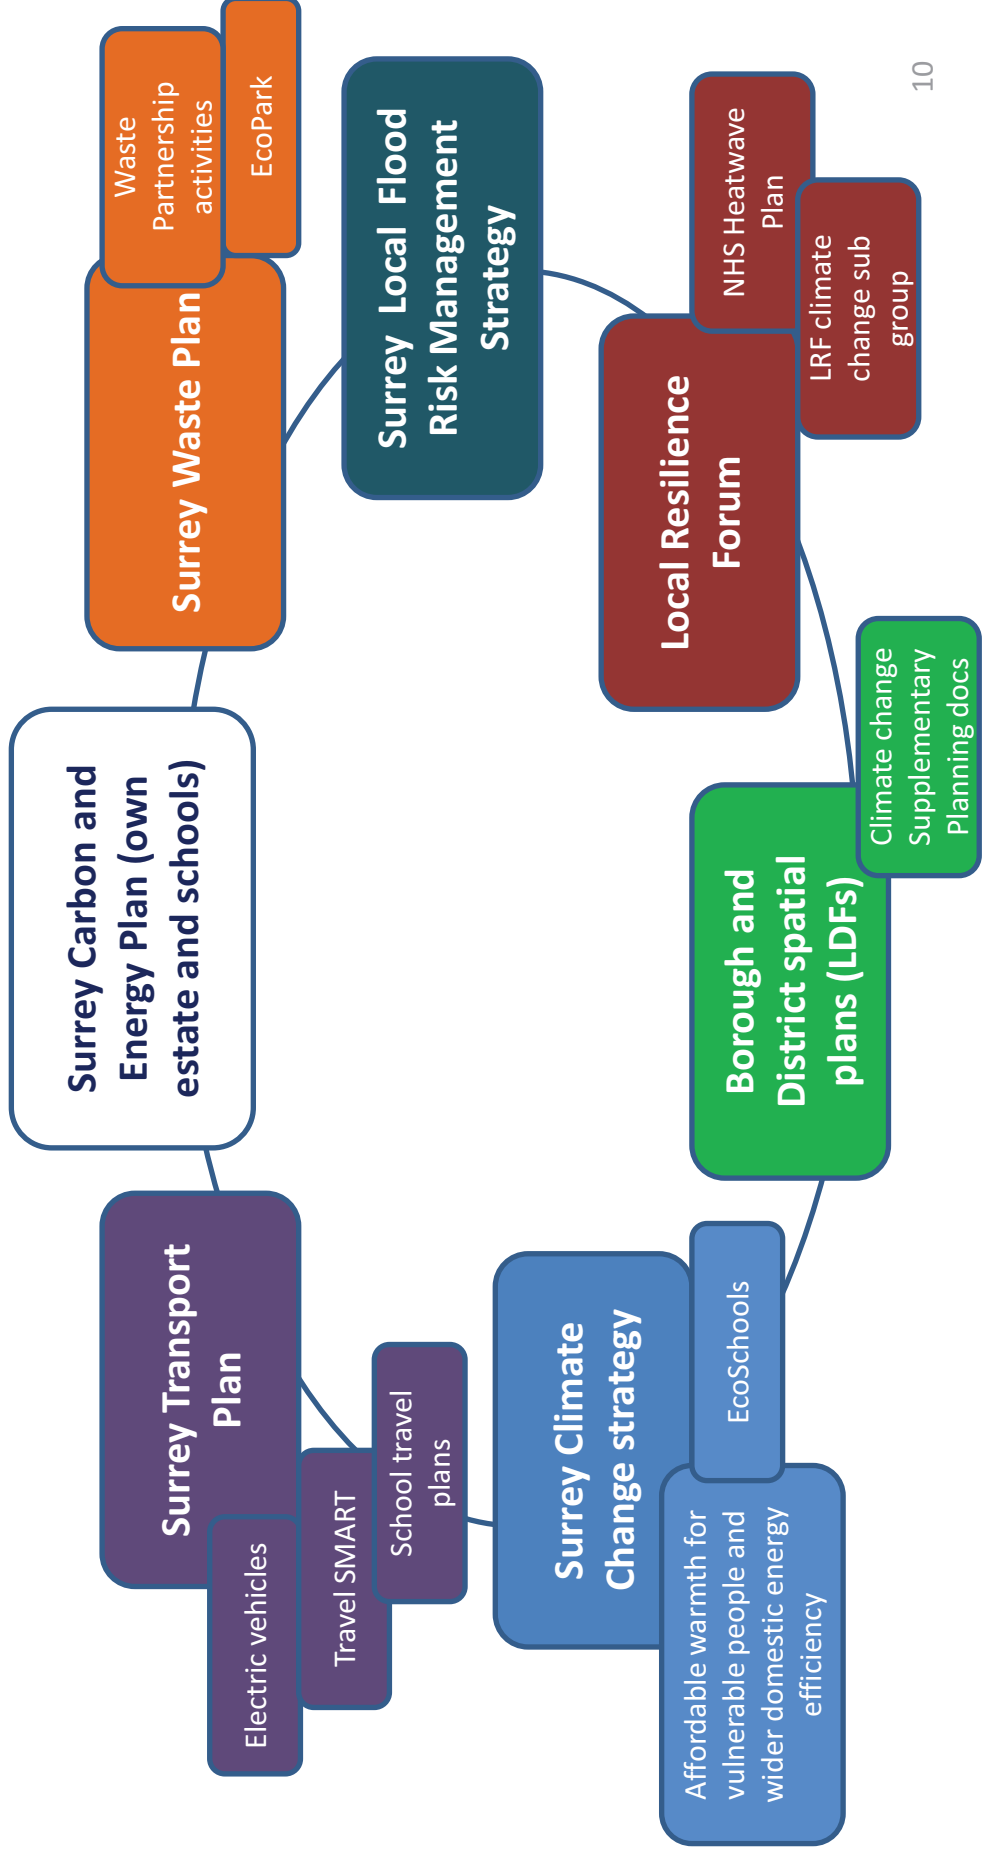 Surrey Carbon and
Energy Plan (own
estate and schools)
Surrey Waste Plan
Waste
Partnership
activities
EcoPark
Surrey Local Flood
Risk Management
Strategy
Local Resilience
Forum
NHS Heatwave
Plan
LRF climate
change sub
group
Borough and
District spatial
plans (LDFs)
Climate change
Supplementary
Planning docs
Surrey Climate
Change strategy
EcoSchools
Affordable warmth for
vulnerable people and
wider domestic energy
efficiency
Surrey Transport
Plan
Electric vehicles
Travel SMART
School travel
plans
10